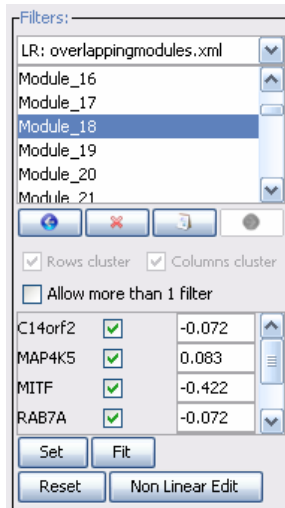 Filters:
LR: overlappingmodules.xml
Module_16
Module_17
Module_18
Module_19
Module_20
Module_21
Rows cluster Columns cluster
Allow more than 1 filter
C14orf2 -0.072
MAP4K5 0.083
MITF -0.422
RAB7A -0.072
Set Fit
Reset Non Linear Edit